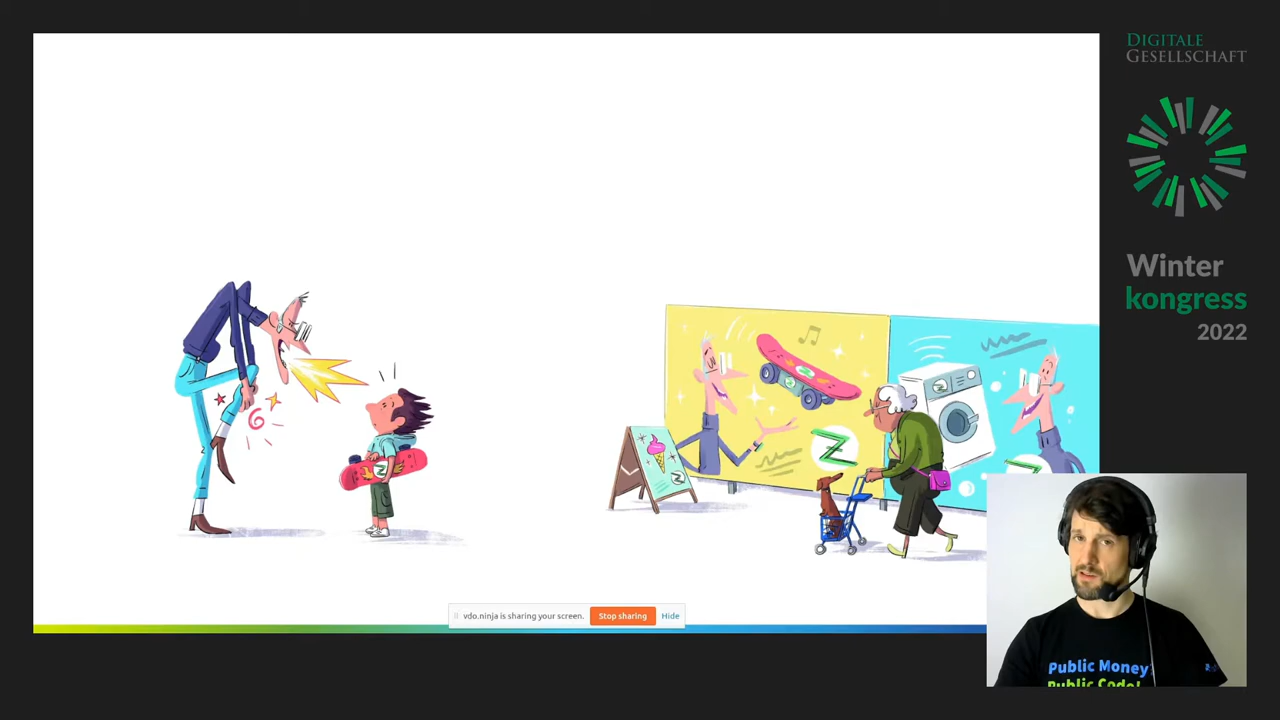 DIGITALE
GESELLSCHAFT
Winter
kongress
2022
Z
Z
vdo.ninja is sharing your screen.
Stop sharing
Hide
Public Money?
Public Code!